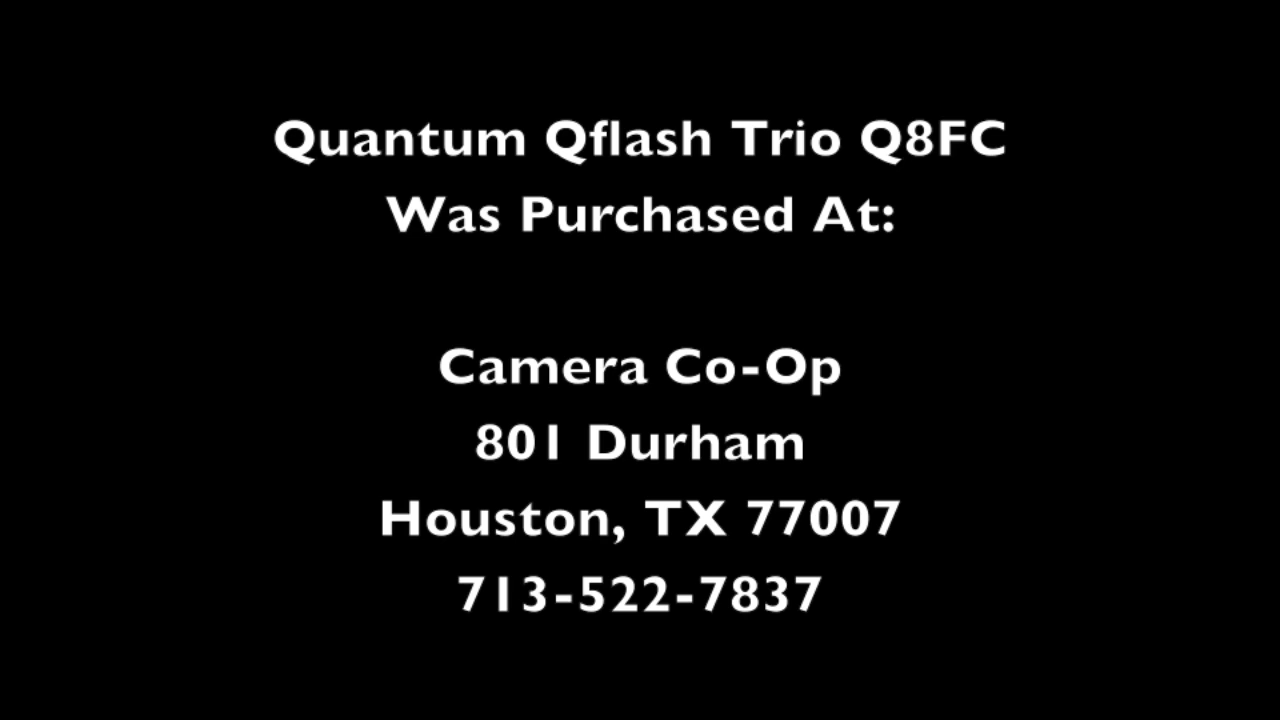 Quantum Qflash Trio Q8FC
Was Purchased At:
Camera Co-Op
801 Durham
Houston, TX 77007
713-522-7837